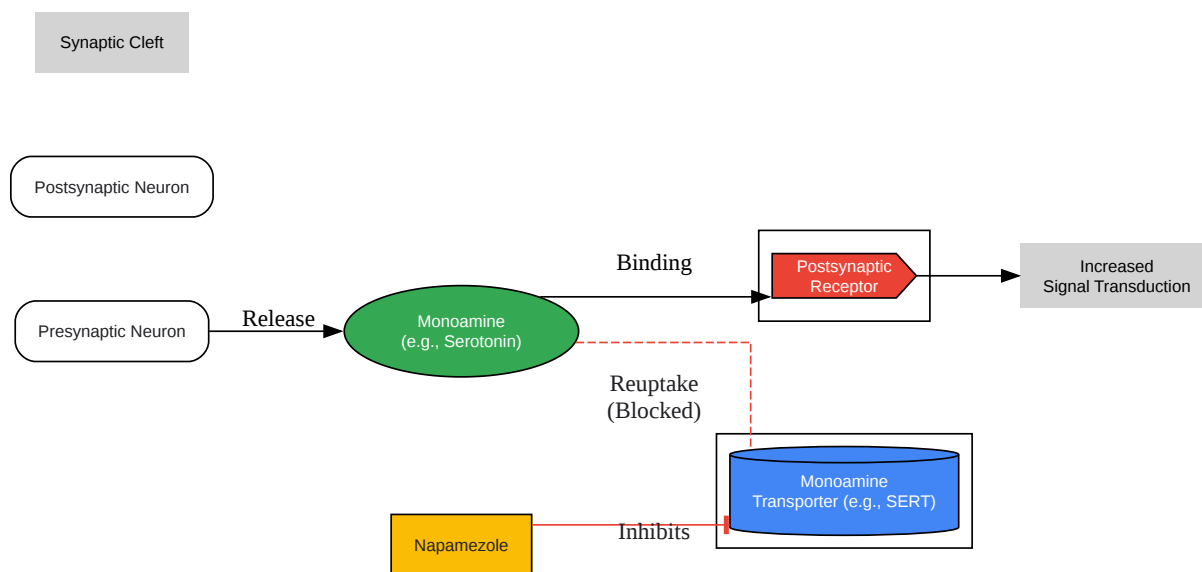 Synaptic Cleft
Postsynaptic Neuron
Binding
Postsynaptic
Receptor
Increased
Signal Transduction
Presynaptic Neuron
Release
Monoamine
(e.g., Serotonin)
Reuptake
(Blocked)
Monoamine
Transporter (e.g., SERT)
Napamezole
Inhibits